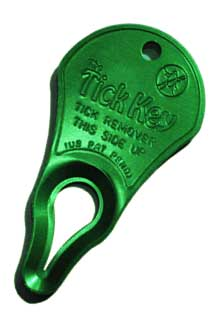 The
Tick Key
TICK REMOVER
THIS SIDE UP
(US PAT. PEND)